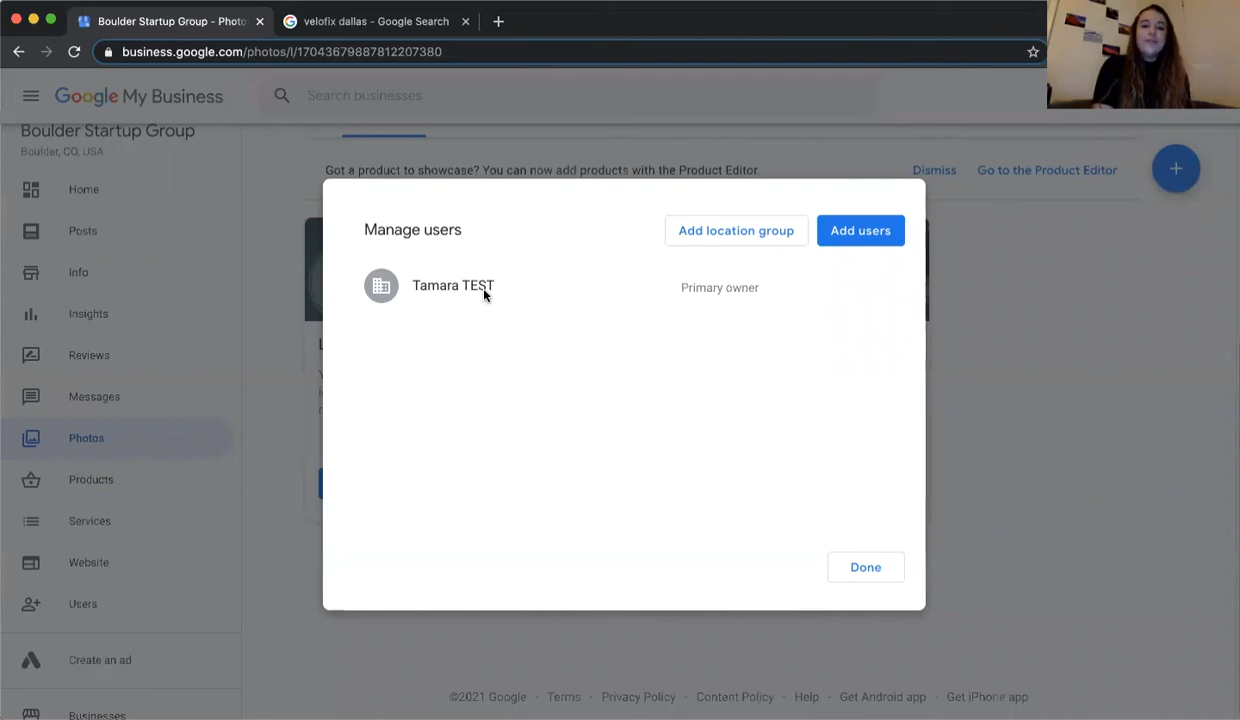 Boulder Startup Group - Photo
velofix dallas - Google Search
business.google.com/photos/l/17043679887812207380
Google My Business
Search businesses
Boulder Startup Group
Boulder, CO, USA
Got a product to showcase? You can now add products with the Product Editor.
Dismiss
Go to the Product Editor
Home
Posts
Info
Insights
Reviews
Messages
Photos
Products
Services
Website
Users
Create an ad
Businesses
Manage users
Add location group
Add users
Tamara TEST
Primary owner
Done
©2021 Google - Terms - Privacy Policy - Content Policy - Help - Get Android app - Get iPhone app